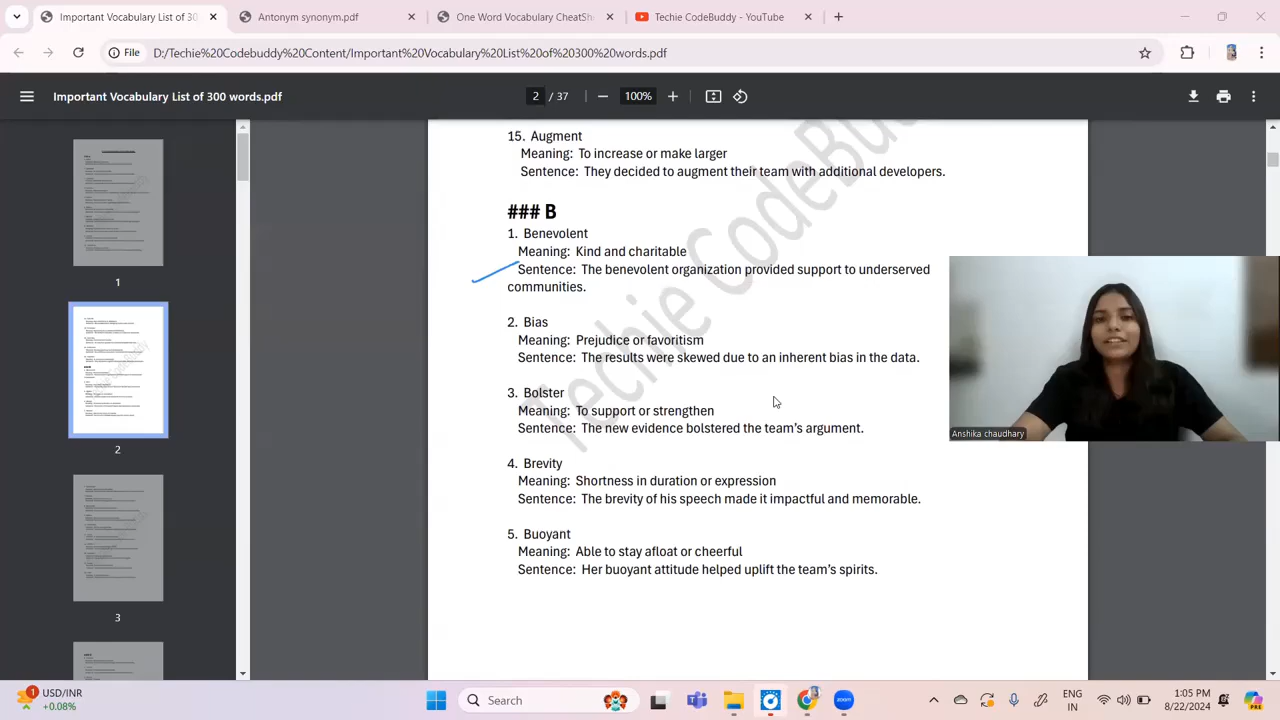 Important Vocabulary List of 30
Antonym synonym.pdf
One Word Vocabulary CheatSh
Techie CodeBuddy - YouTube
File
D:/Techie%20Codebuddy%20Content/Important%20Vocabulary%20List%20of%20300%20words.pdf
Important Vocabulary List of 300 words.pdf
2 / 37
100%
15. Augment
Meaning: To increase or make larger
Sentence: They decided to augment their team with additional developers.
### B
1. Benevolent
Meaning: Kind and charitable
Sentence: The benevolent organization provided support to underserved
communities.
2. Bias
Meaning: Prejudice or favoritism
Sentence: The results were skewed due to an inherent bias in the data.
3. Bolster
Meaning: To support or strengthen
Sentence: The new evidence bolstered the team's argument.
4. Brevity
Meaning: Shortness in duration or expression
Sentence: The brevity of his speech made it impactful and memorable.
5. Buoyant
Meaning: Able to stay afloat or cheerful
Sentence: Her buoyant attitude helped uplift the team's spirits.
Techie CodeBud
1
2
3
Anshika chaudhary
1
USD/INR
+0.08%
Search
zoom
ENG
IN
1:05 PM
8/22/2024
PRE